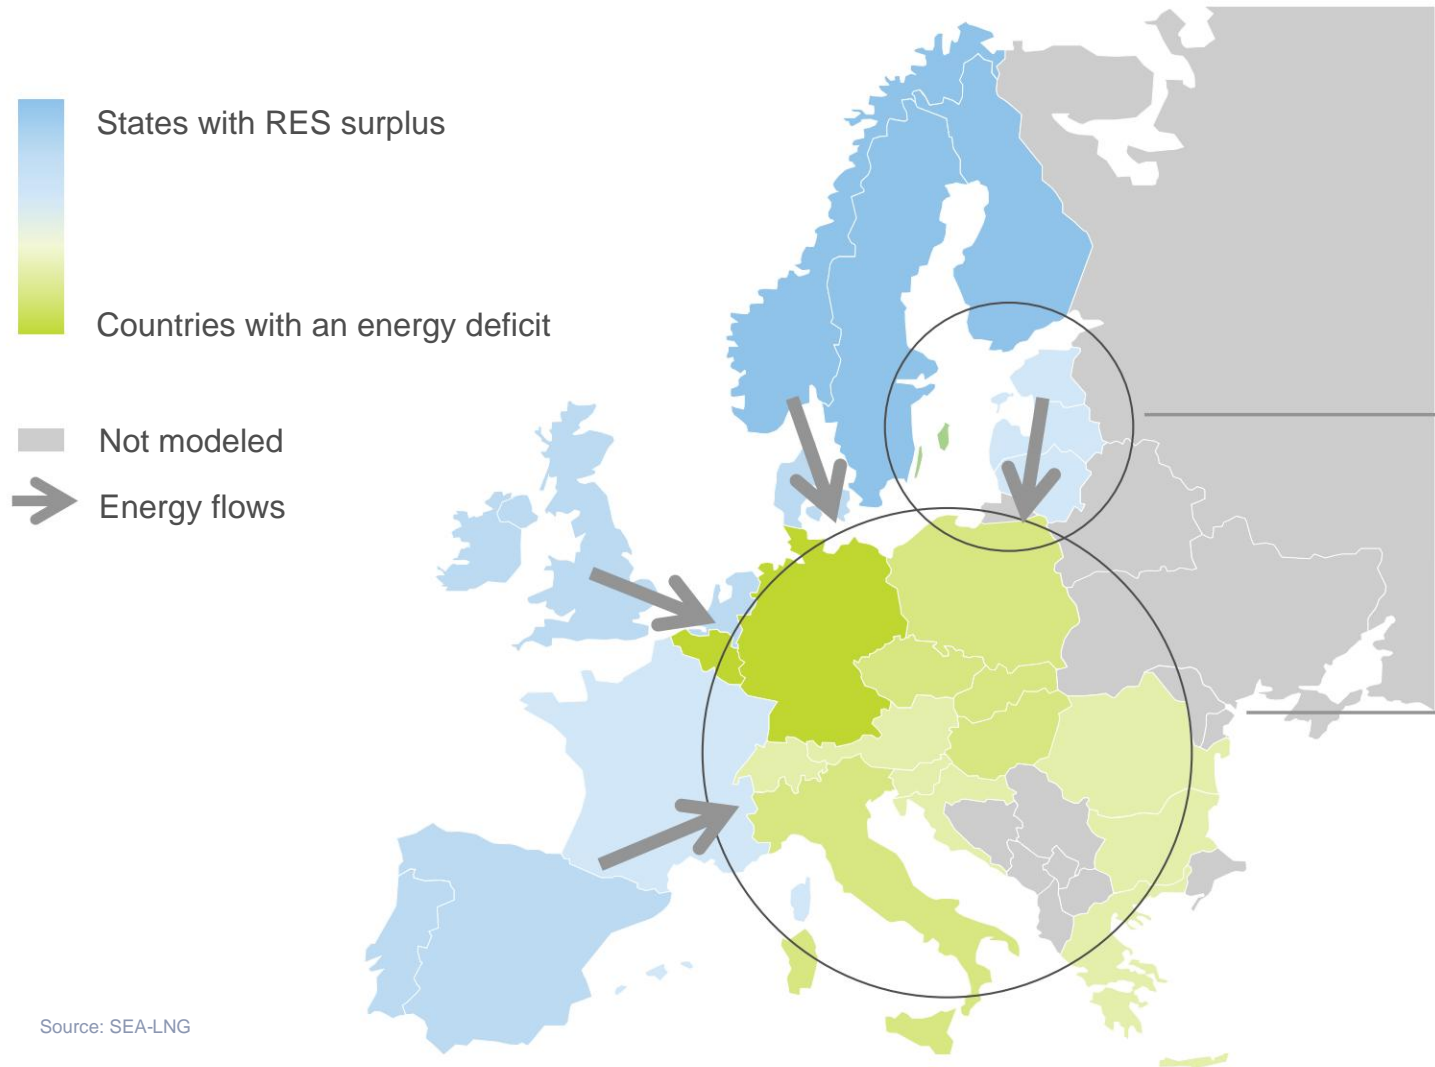 States with RES surplus
Countries with an energy deficit
Not modeled
Energy flows
Source: SEA-LNG